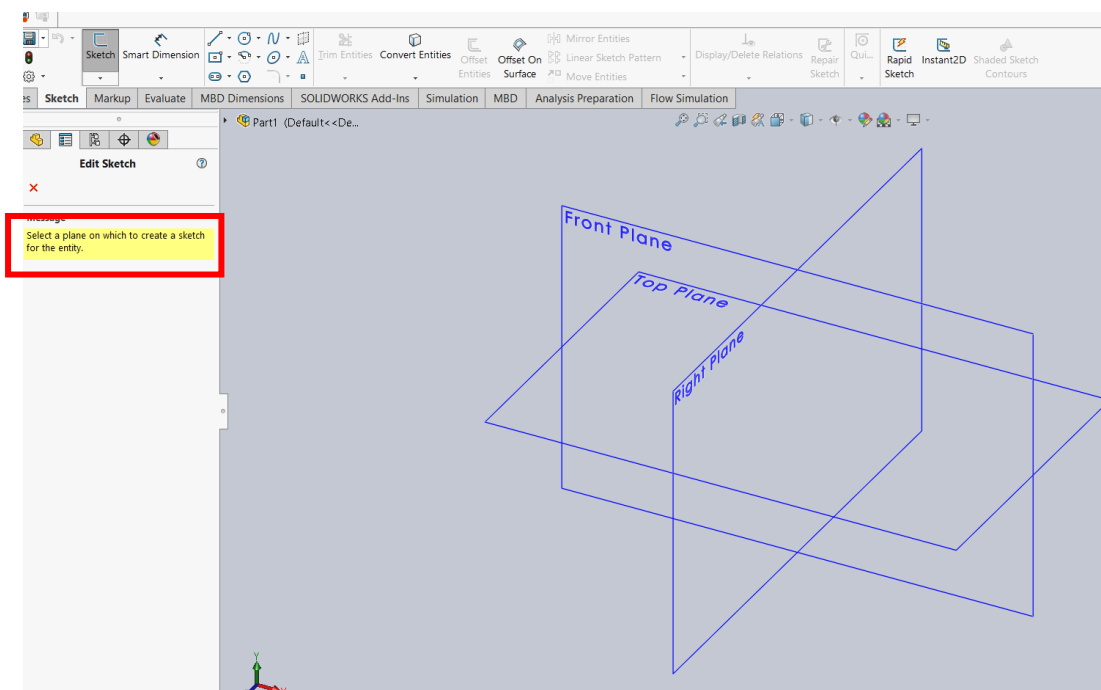 Sketch Smart Dimension
Trim Entities Convert Entities
Offset
Entities
Offset On
Surface
Mirror Entities
Linear Sketch Pattern
Move Entities
Display/Delete Relations
Repair
Sketch
Qui...
Rapid
Sketch
Instant2D
Shaded Sketch
Contours
es Sketch Markup Evaluate MBD Dimensions SOLIDWORKS Add-Ins Simulation MBD Analysis Preparation Flow Simulation
Part1 (Default<<De...
Edit Sketch
Message
Select a plane on which to create a sketch
for the entity.
Front Plane
Top Plane
Right Plane
Y